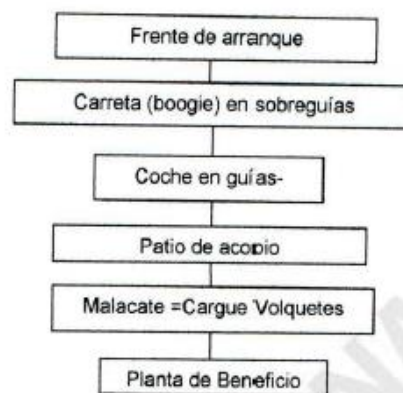 Frente de arranque
Carreta (boogie) en sobreguías
Coche en guías-
Patio de acopio
Malacate =Cargue Volquetes
Planta de Beneficio